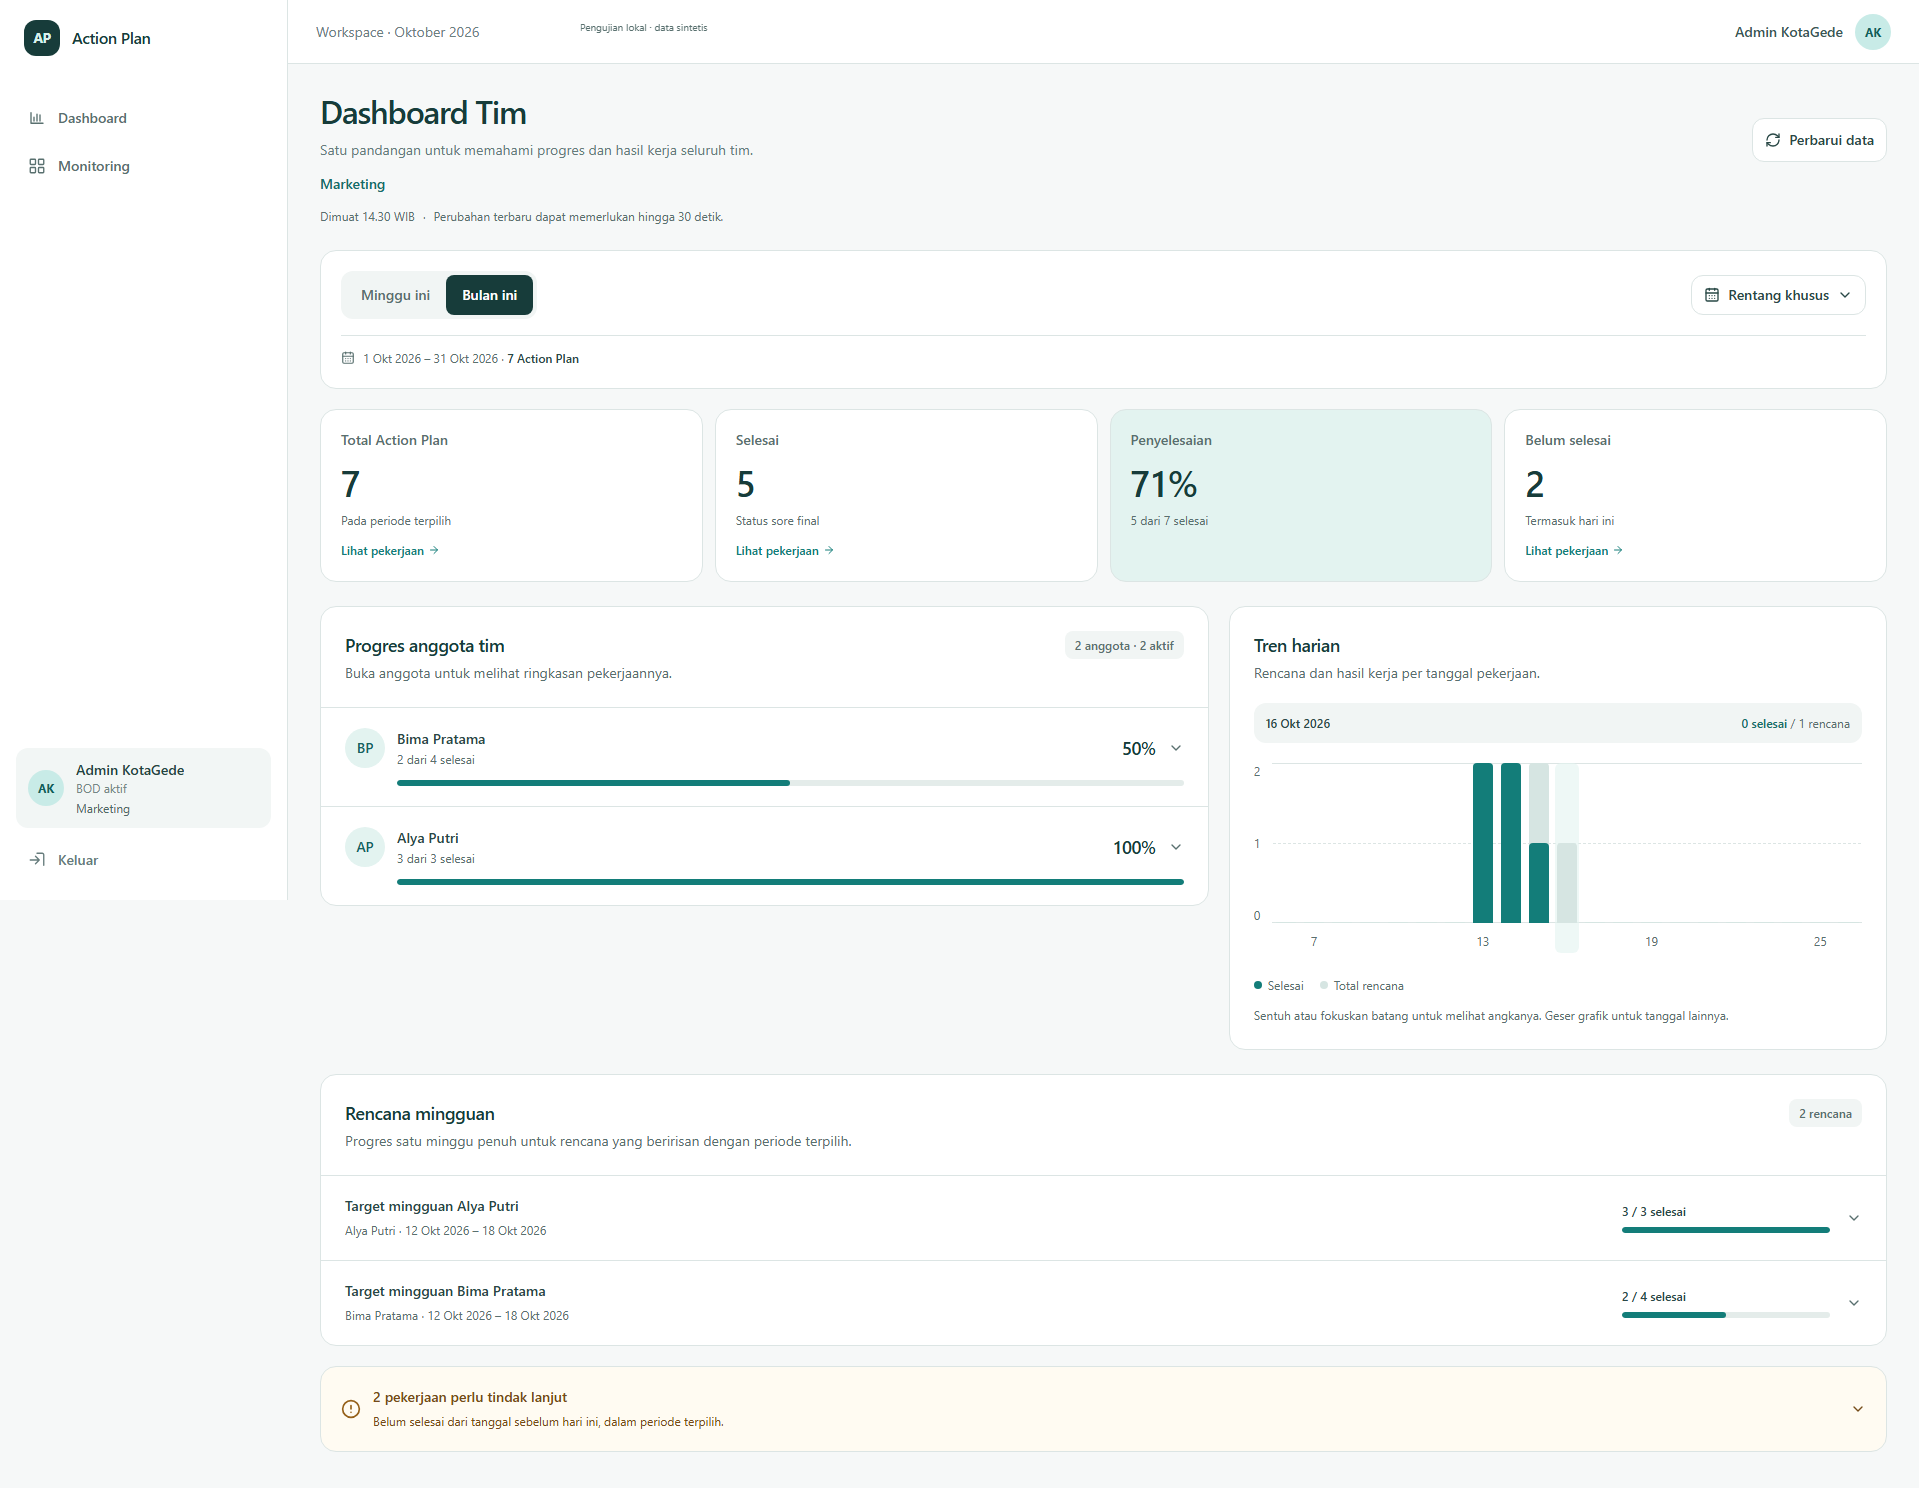 AP
Action Plan
Dashboard
Monitoring
AK
Admin KotaGede
BOD aktif
Marketing
Keluar
Workspace · Oktober 2026
Pengujian lokal · data sintetis
Admin KotaGede
AK
Dashboard Tim
Satu pandangan untuk memahami progres dan hasil kerja seluruh tim.
Marketing
Dimuat 14.30 WIB · Perubahan terbaru dapat memerlukan hingga 30 detik.
Perbarui data
Minggu ini
Bulan ini
Rentang khusus
1 Okt 2026 – 31 Okt 2026 · 7 Action Plan
Total Action Plan
7
Pada periode terpilih
Lihat pekerjaan →
Selesai
5
Status sore final
Lihat pekerjaan →
Penyelesaian
71%
5 dari 7 selesai
Belum selesai
2
Termasuk hari ini
Lihat pekerjaan →
Progres anggota tim
2 anggota · 2 aktif
Buka anggota untuk melihat ringkasan pekerjaannya.
BP
Bima Pratama
2 dari 4 selesai
50%
AP
Alya Putri
3 dari 3 selesai
100%
Tren harian
Rencana dan hasil kerja per tanggal pekerjaan.
16 Okt 2026
0 selesai / 1 rencana
2
1
0
7
13
19
25
Selesai
Total rencana
Sentuh atau fokuskan batang untuk melihat angkanya. Geser grafik untuk tanggal lainnya.
Rencana mingguan
2 rencana
Progres satu minggu penuh untuk rencana yang beririsan dengan periode terpilih.
Target mingguan Alya Putri
Alya Putri · 12 Okt 2026 – 18 Okt 2026
3 / 3 selesai
Target mingguan Bima Pratama
Bima Pratama · 12 Okt 2026 – 18 Okt 2026
2 / 4 selesai
2 pekerjaan perlu tindak lanjut
Belum selesai dari tanggal sebelum hari ini, dalam periode terpilih.